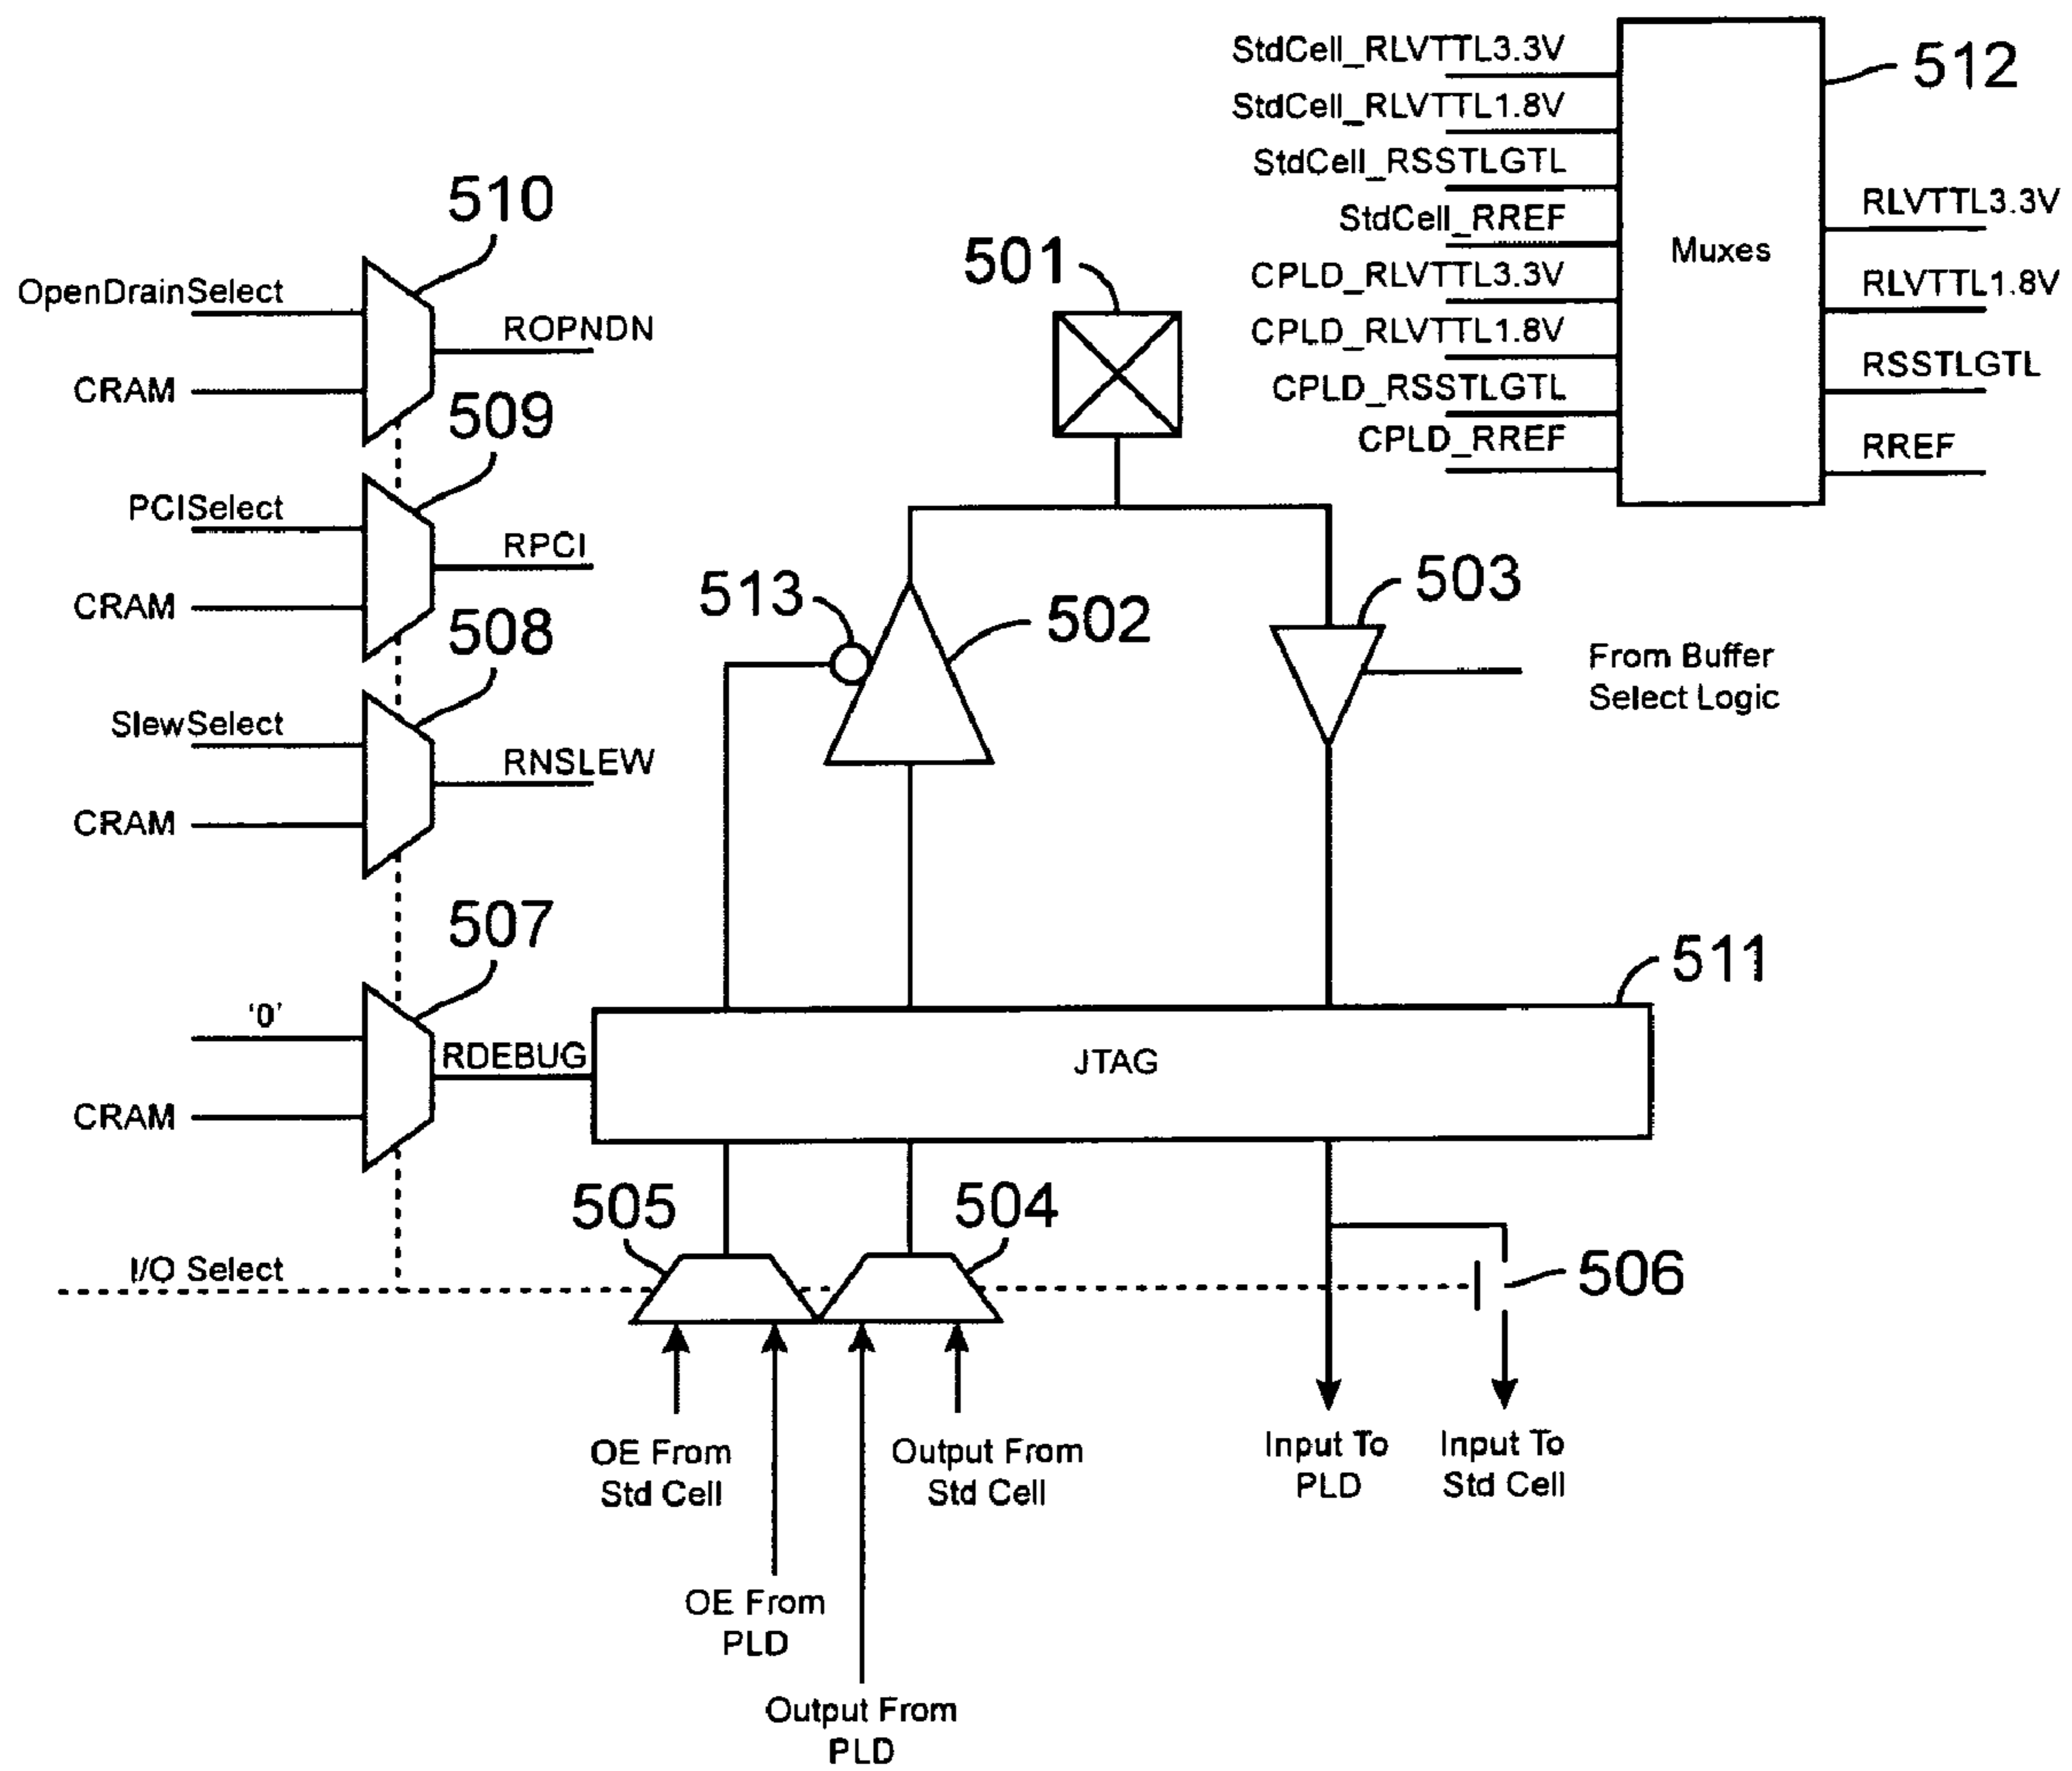 StdCell_RLVTTL3.3V
StdCell_RLVTTL1.8V
StdCell_RSSTLGTL
StdCell_RREF
CPLD_RLVTTL3.3V
CPLD_RLVTTL1.8V
CPLD_RSSTLGTL
CPLD_RREF
Muxes
512
RLVTTL3.3V
RLVTTL1.8V
RSSTLGTL
RREF
510
OpenDrainSelect
ROPNDN
CRAM
509
PCISelect
RPCI
CRAM
508
SlewSelect
RNSLEW
CRAM
507
'0'
RDEBUG
CRAM
501
513
502
503
From Buffer
Select Logic
511
JTAG
505
504
I/O Select
506
OE From
Std Cell
Output From
Std Cell
Input To
PLD
Input To
Std Cell
OE From
PLD
Output From
PLD